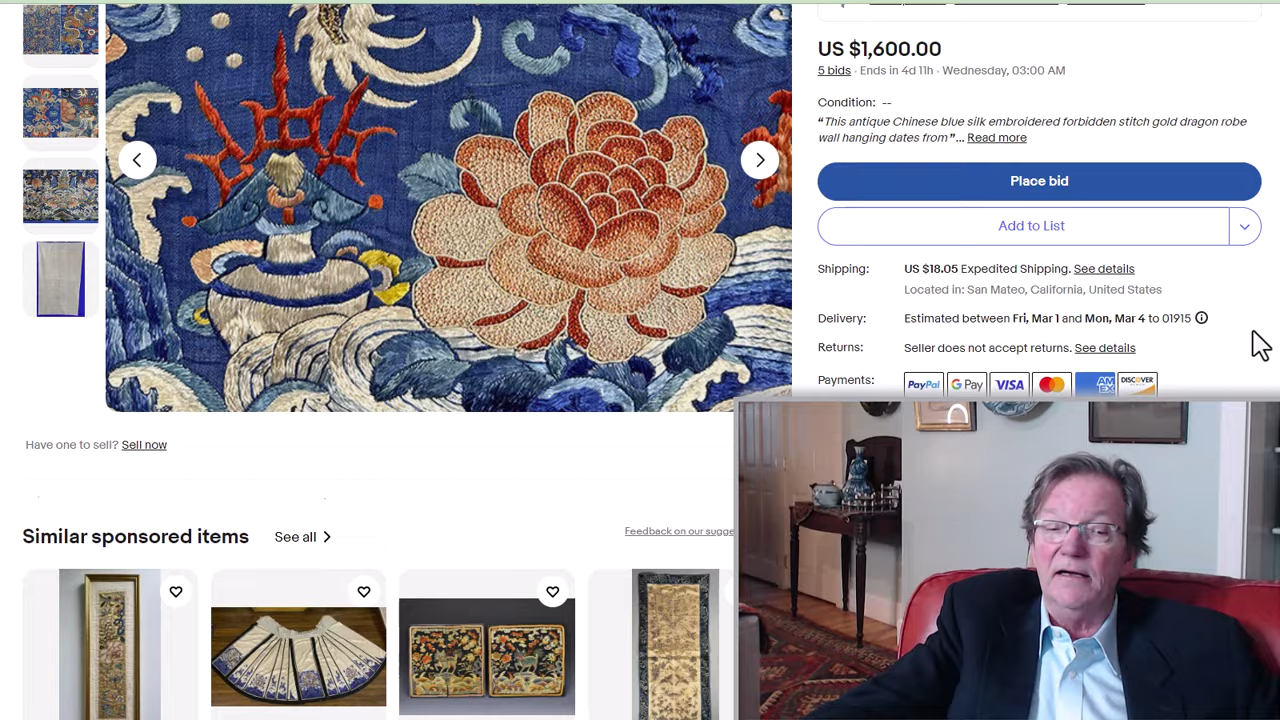 US $1,600.00
5 bids · Ends in 4d 11h · Wednesday, 03:00 AM
Condition: --
“This antique Chinese blue silk embroidered forbidden stitch gold dragon robe
wall hanging dates from”... Read more
Place bid
Add to List
Shipping: US $18.05 Expedited Shipping. See details
Located in: San Mateo, California, United States
Delivery: Estimated between Fri, Mar 1 and Mon, Mar 4 to 01915
Returns: Seller does not accept returns. See details
Payments: PayPal G Pay VISA AM EX DISCOVER
Have one to sell? Sell now
Similar sponsored items See all
Feedback on our sugge